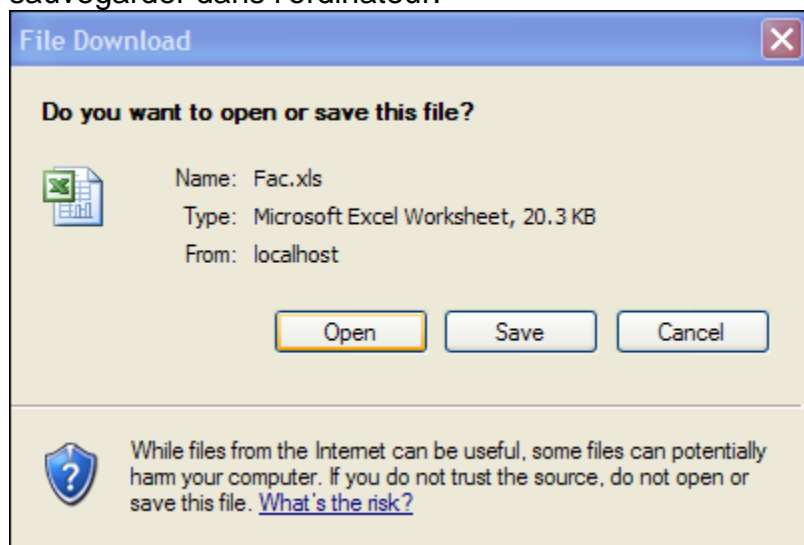 sauvegarder dans l'ordinateur.
File Download
Do you want to open or save this file?
Name: Fac.xls
Type: Microsoft Excel Worksheet, 20.3 KB
From: localhost
Open Save Cancel
While files from the Internet can be useful, some files can potentially
harm your computer. If you do not trust the source, do not open or
save this file. What's the risk?